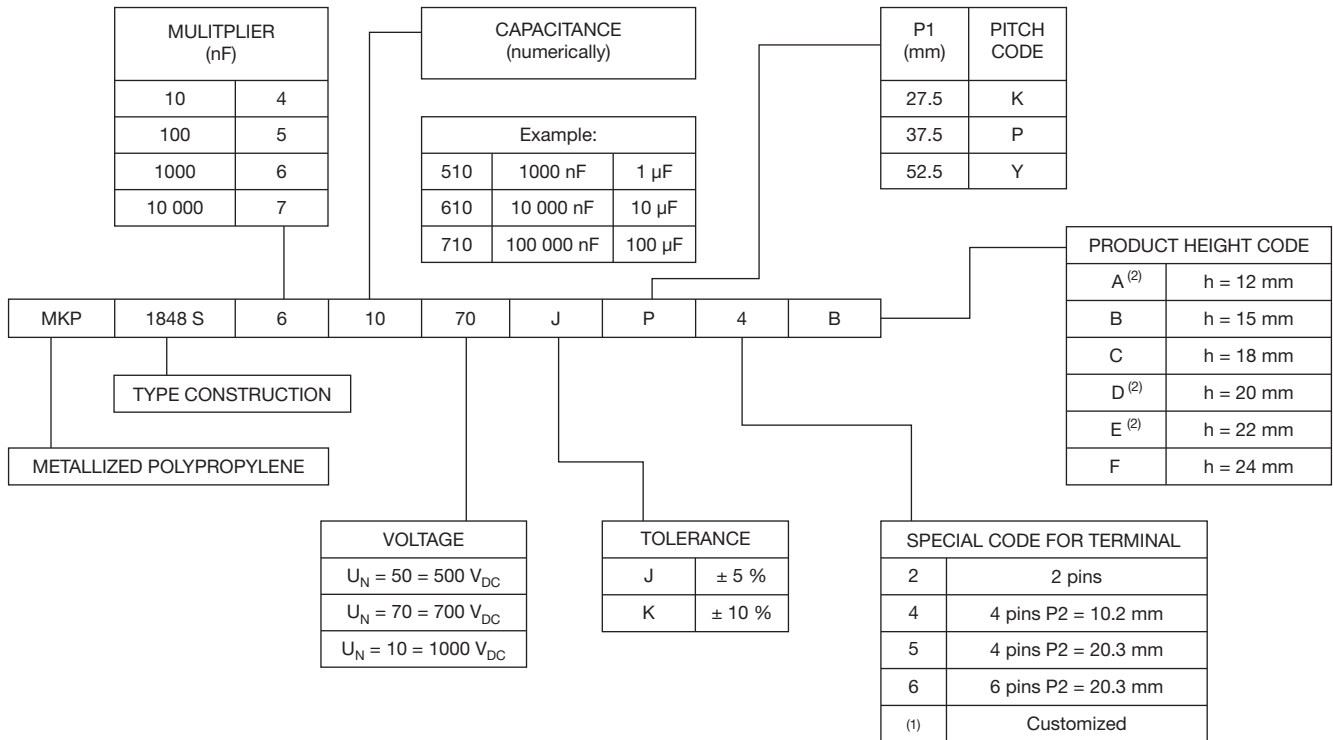 MULITPLIER
(nF)
10 4
100 5
1000 6
10 000 7
CAPACITANCE
(numerically)
Example:
510 1000 nF 1 µF
610 10 000 nF 10 µF
710 100 000 nF 100 µF
P1
(mm)
PITCH
CODE
27.5 K
37.5 P
52.5 Y
PRODUCT HEIGHT CODE
A (2) h = 12 mm
B h = 15 mm
C h = 18 mm
D (2) h = 20 mm
E (2) h = 22 mm
F h = 24 mm
MKP 1848 S 6 10 70 J P 4 B
TYPE CONSTRUCTION
METALLIZED POLYPROPYLENE
VOLTAGE
UN = 50 = 500 VDC
UN = 70 = 700 VDC
UN = 10 = 1000 VDC
TOLERANCE
J ± 5 %
K ± 10 %
SPECIAL CODE FOR TERMINAL
2 2 pins
4 4 pins P2 = 10.2 mm
5 4 pins P2 = 20.3 mm
6 6 pins P2 = 20.3 mm
(1) Customized